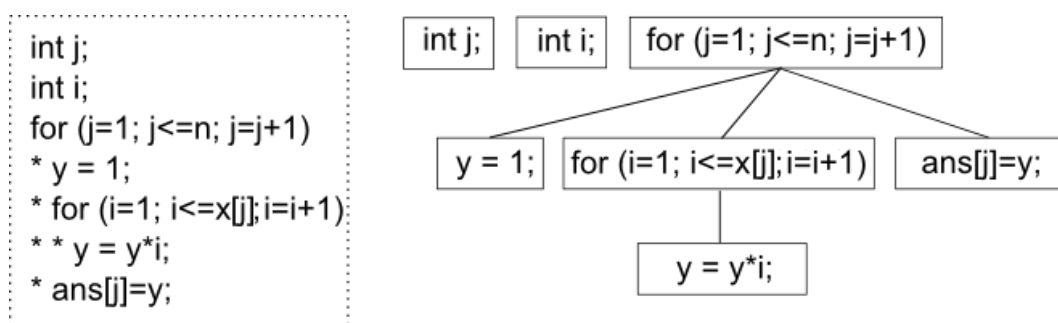 int j;
int i;
for (j=1; j<=n; j=j+1)
* y = 1;
* for (i=1; i<=x[j];i=i+1)
* * y = y*i;
* ans[j]=y;
int j;
int i;
for (j=1; j<=n; j=j+1)
y = 1;
for (i=1; i<=x[j];i=i+1)
ans[j]=y;
y = y*i;